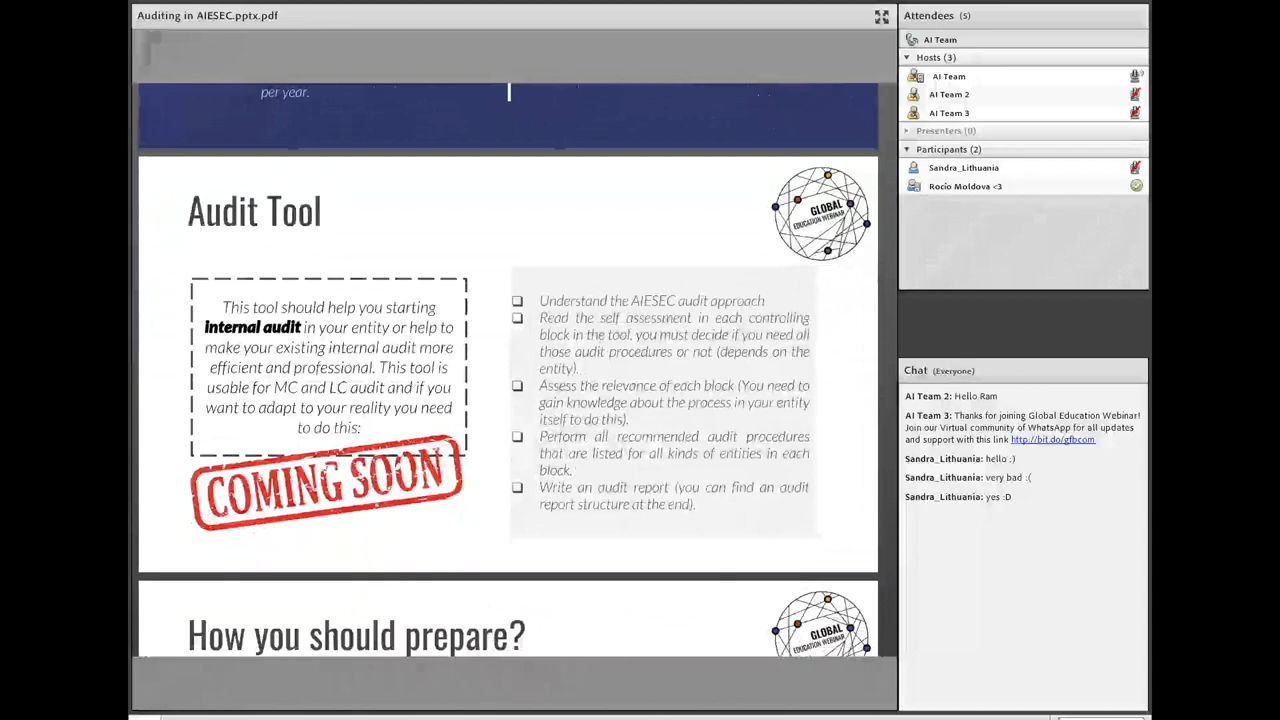 Auditing in AIESEC.pptx.pdf
per year.
Audit Tool
GLOBAL
EDUCATION WEBINAR
This tool should help you starting
internal audit in your entity or help to
make your existing internal audit more
efficient and professional. This tool is
usable for MC and LC audit and if you
want to adapt to your reality you need
to do this:
COMING SOON
Understand the AIESEC audit approach
Read the self assessment in each controlling
block in the tool, you must decide if you need all
those audit procedures or not (depends on the
entity).
Assess the relevance of each block (You need to
gain knowledge about the process in your entity
itself to do this).
Perform all recommended audit procedures
that are listed for all kinds of entities in each
block.
Write an audit report (you can find an audit
report structure at the end).
How you should prepare?
GLOBAL
EDUCATION WEBINAR
Attendees (5)
AI Team
Hosts (3)
AI Team
AI Team 2
AI Team 3
Presenters (0)
Participants (2)
Sandra_Lithuania
Rocío Moldova <3
Chat (Everyone)
AI Team 2: Hello Ram
AI Team 3: Thanks for joining Global Education Webinar!
Join our Virtual community of WhatsApp for all updates
and support with this link http://bit.do/gfbcom
Sandra_Lithuania: hello :)
Sandra_Lithuania: very bad :(
Sandra_Lithuania: yes :D